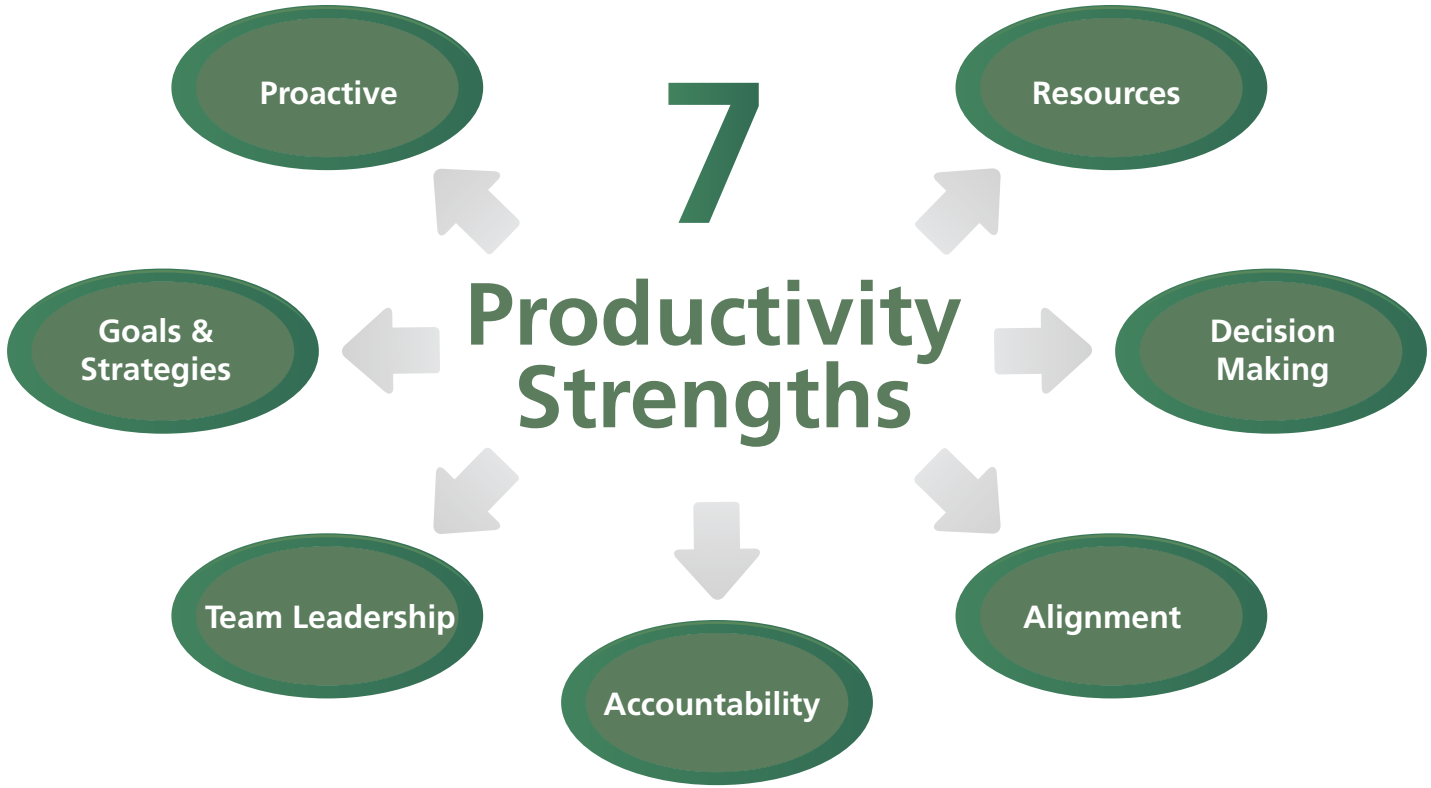 Proactive
7
Resources
Productivity
Strengths
Goals &
Strategies
Decision
Making
Team Leadership
Alignment
Accountability